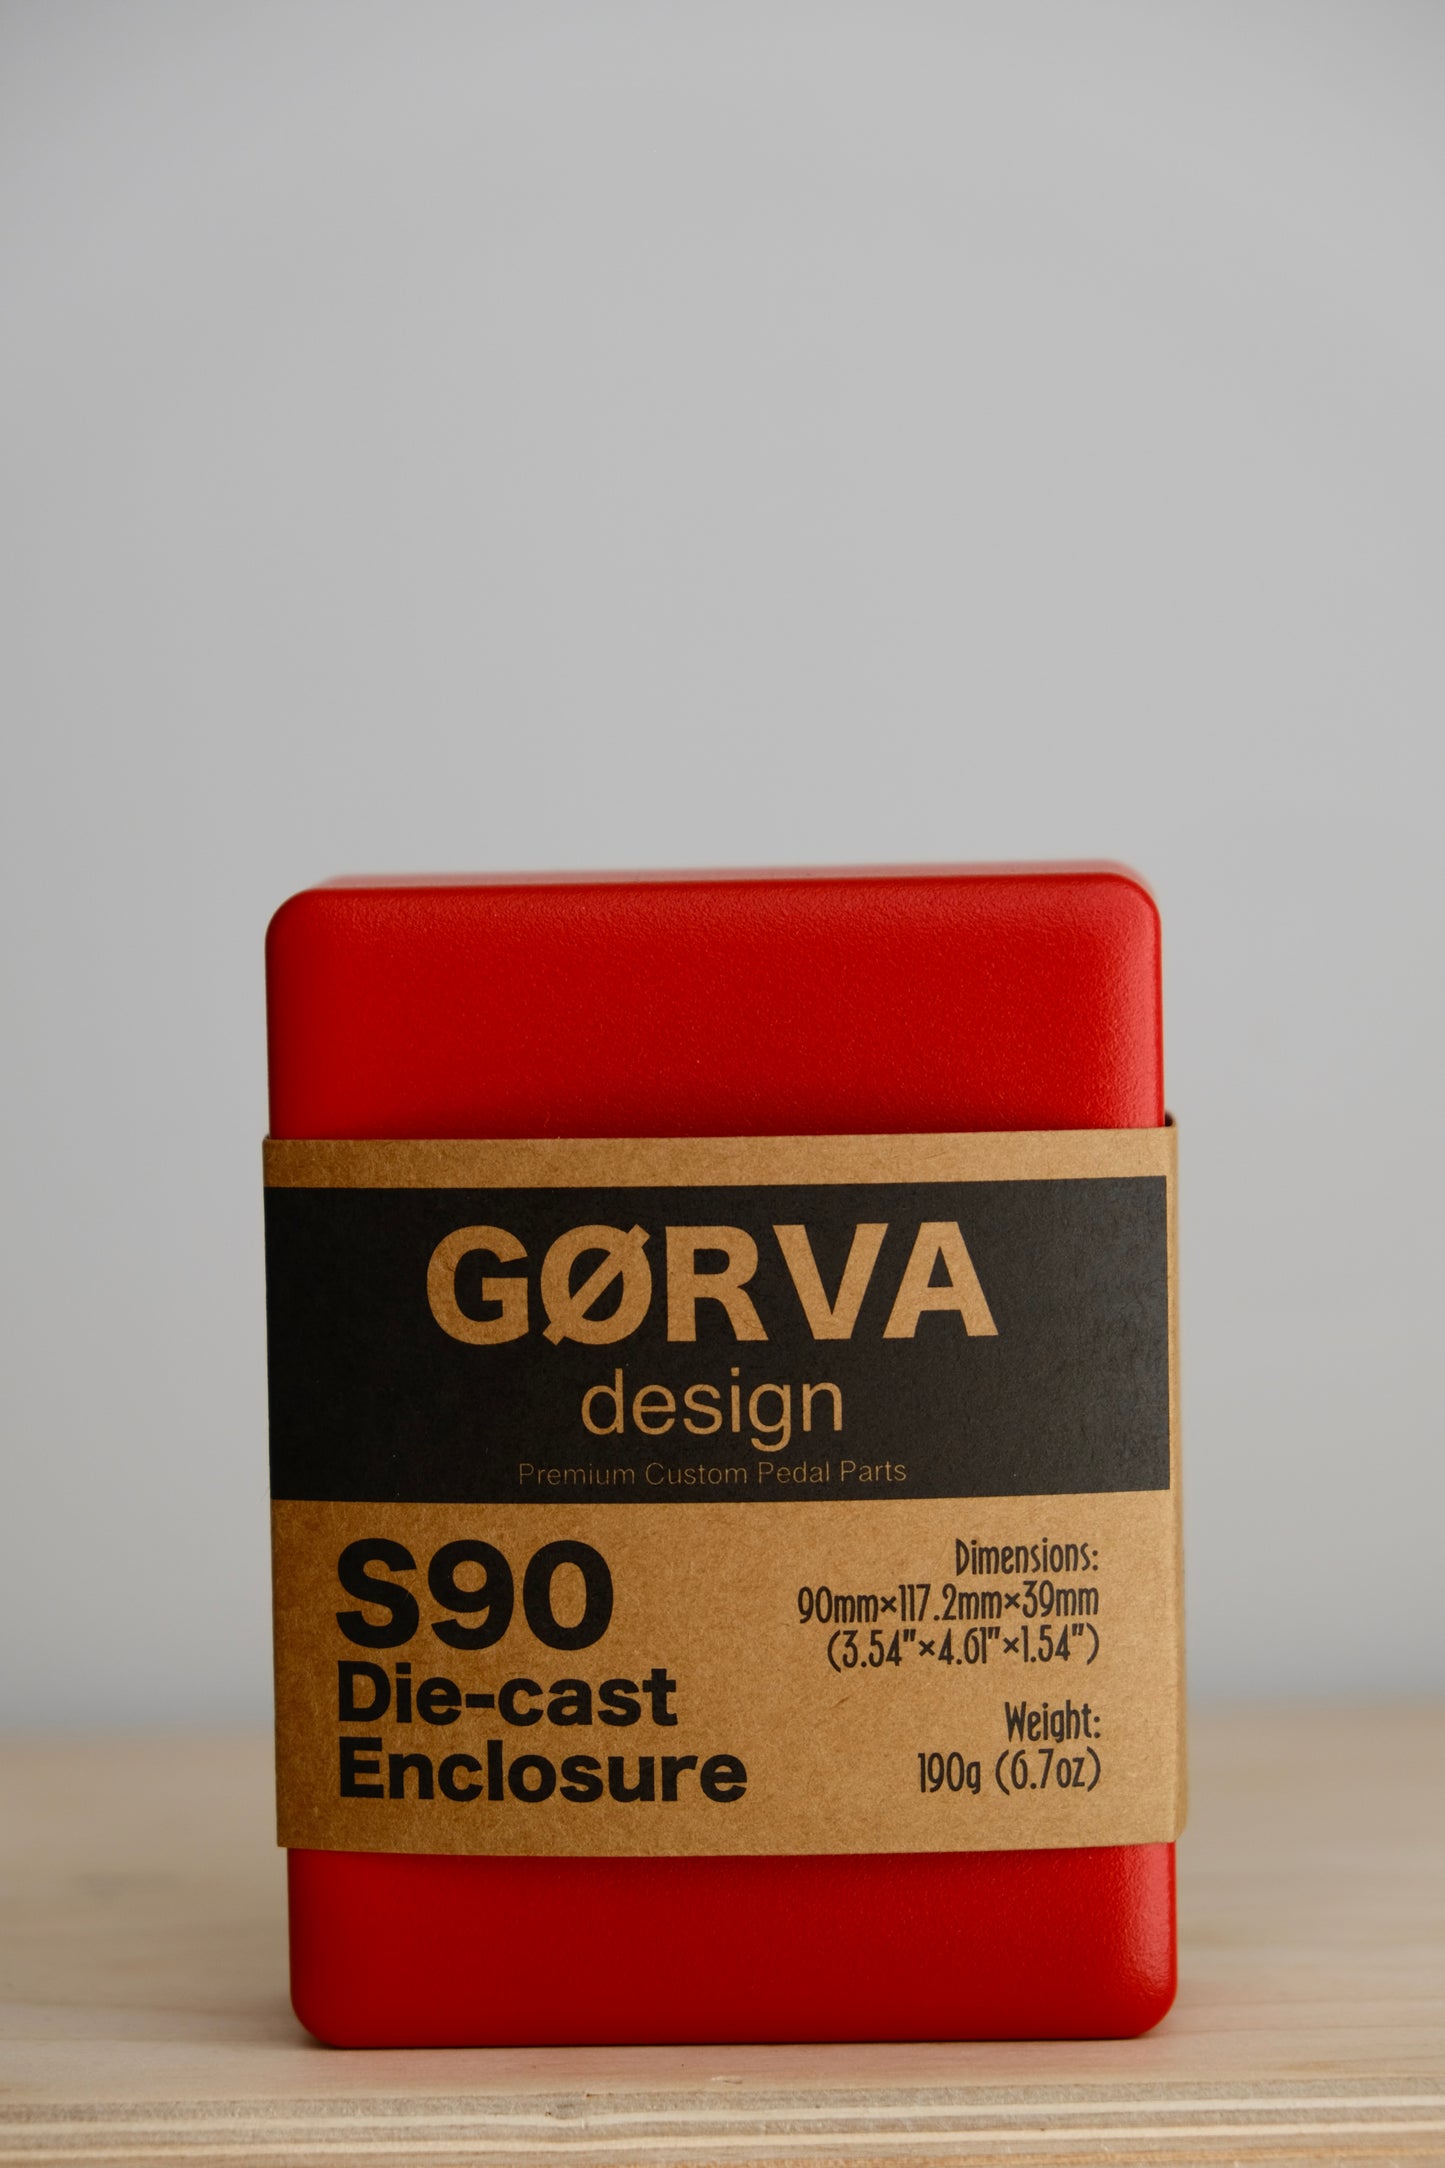 GØRVA
design
Premium Custom Pedal Parts
S90
Die-cast
Enclosure
Dimensions:
90mm×117.2mm×39mm
(3.54"×4.61"×1.54")
Weight:
190g (6.7oz)